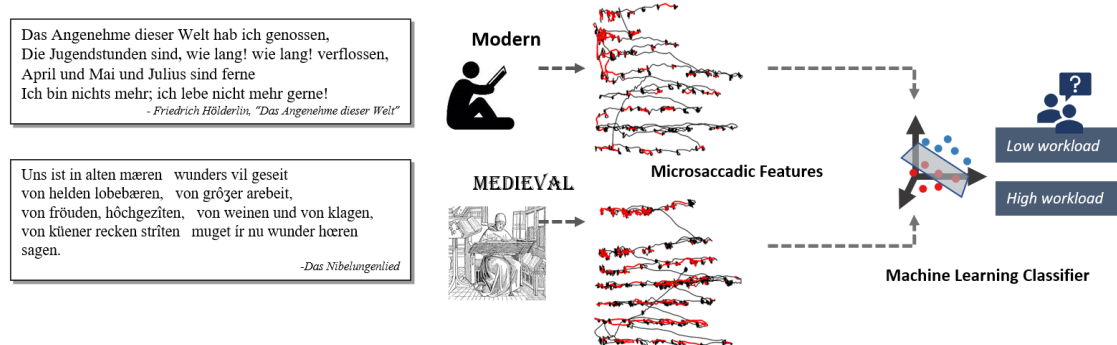 Das Angenehme dieser Welt hab ich genossen,
Die Jugendstunden sind, wie lang! wie lang! verflossen,
April und Mai und Julius sind ferne
Ich bin nichts mehr; ich lebe nicht mehr gerne!
- Friedrich Hölderlin, "Das Angenehme dieser Welt"
Uns ist in alten mæren wunders vil geseit
von helden lobebæren, von grôȥer arebeit,
von fröuden, hôchgezîten, von weinen und von klagen,
von küener recken strîten muget ír nu wunder hœren
sagen.
-Das Nibelungenlied
Modern
MEDIEVAL
Microsaccadic Features
?
Low workload
High workload
Machine Learning Classifier